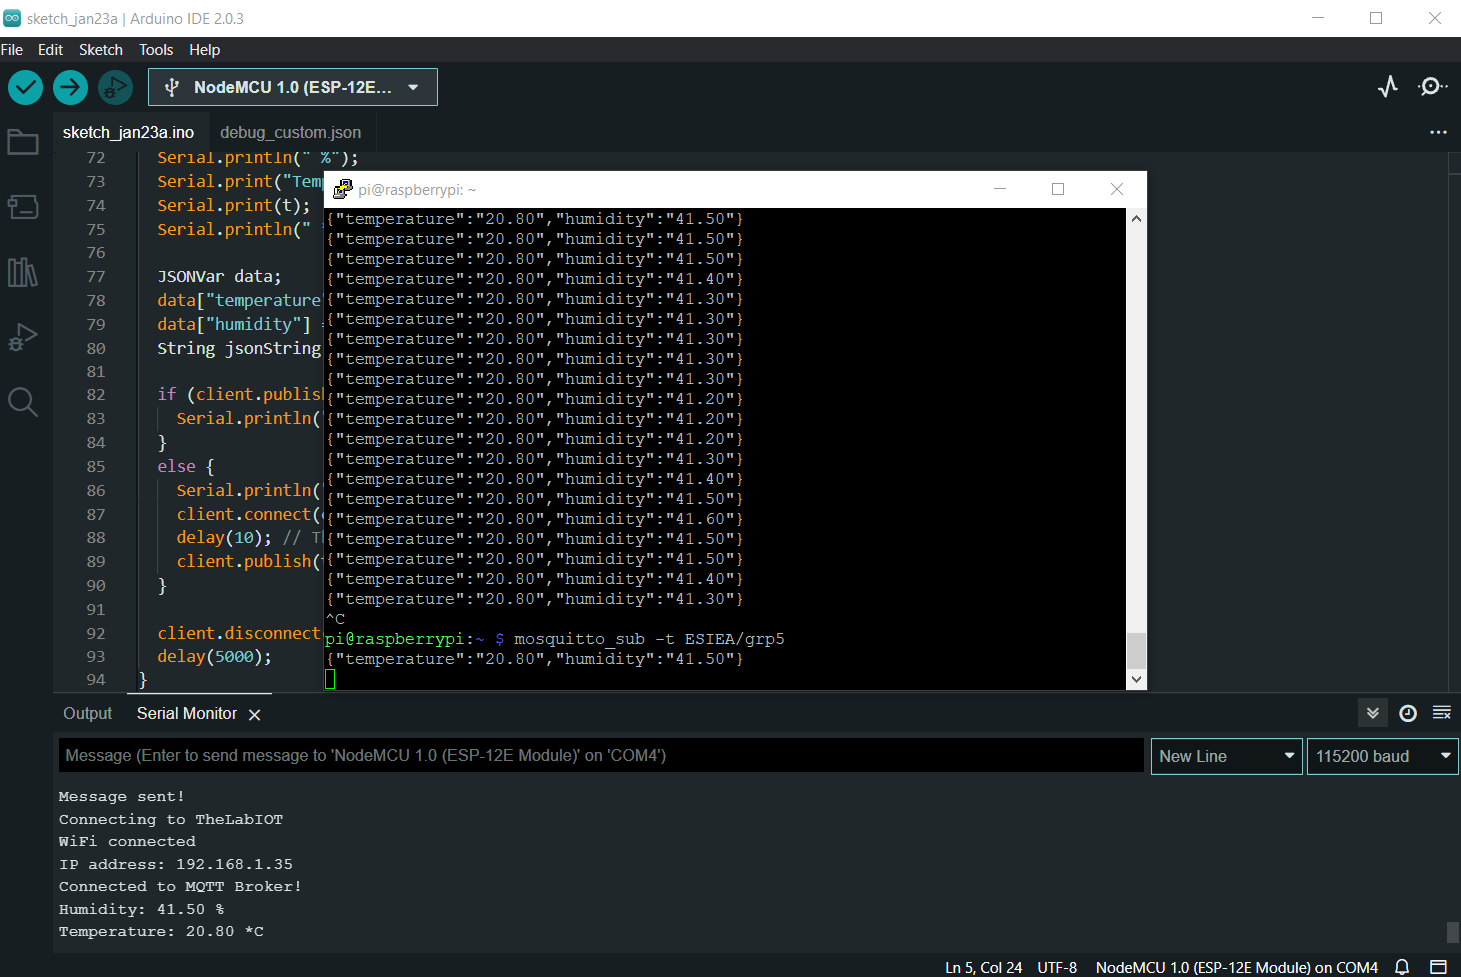 sketch_jan23a | Arduino IDE 2.0.3
File Edit Sketch Tools Help
NodeMCU 1.0 (ESP-12E...
sketch_jan23a.ino debug_custom.json
72 Serial.println(" %");
73 Serial.print("Tem
74 Serial.print(t);
75 Serial.println("
76
77 JSONVar data;
78 data["temperature
79 data["humidity"]
80 String jsonString
81
82 if (client.publis
83 Serial.println(
84 }
85 else {
86 Serial.println(
87 client.connect(
88 delay(10); // T
89 client.publish(
90 }
91
92 client.disconnect
93 delay(5000);
94 }
pi@raspberrypi: ~
{"temperature":"20.80","humidity":"41.50"}
{"temperature":"20.80","humidity":"41.50"}
{"temperature":"20.80","humidity":"41.50"}
{"temperature":"20.80","humidity":"41.40"}
{"temperature":"20.80","humidity":"41.30"}
{"temperature":"20.80","humidity":"41.30"}
{"temperature":"20.80","humidity":"41.30"}
{"temperature":"20.80","humidity":"41.30"}
{"temperature":"20.80","humidity":"41.30"}
{"temperature":"20.80","humidity":"41.20"}
{"temperature":"20.80","humidity":"41.20"}
{"temperature":"20.80","humidity":"41.20"}
{"temperature":"20.80","humidity":"41.30"}
{"temperature":"20.80","humidity":"41.40"}
{"temperature":"20.80","humidity":"41.50"}
{"temperature":"20.80","humidity":"41.60"}
{"temperature":"20.80","humidity":"41.50"}
{"temperature":"20.80","humidity":"41.50"}
{"temperature":"20.80","humidity":"41.40"}
{"temperature":"20.80","humidity":"41.30"}
^C
pi@raspberrypi:~ $ mosquitto_sub -t ESIEA/grp5
{"temperature":"20.80","humidity":"41.50"}
Output Serial Monitor
Message (Enter to send message to 'NodeMCU 1.0 (ESP-12E Module)' on 'COM4')
New Line 115200 baud
Message sent!
Connecting to TheLabIOT
WiFi connected
IP address: 192.168.1.35
Connected to MQTT Broker!
Humidity: 41.50 %
Temperature: 20.80 *C
Ln 5, Col 24 UTF-8 NodeMCU 1.0 (ESP-12E Module) on COM4